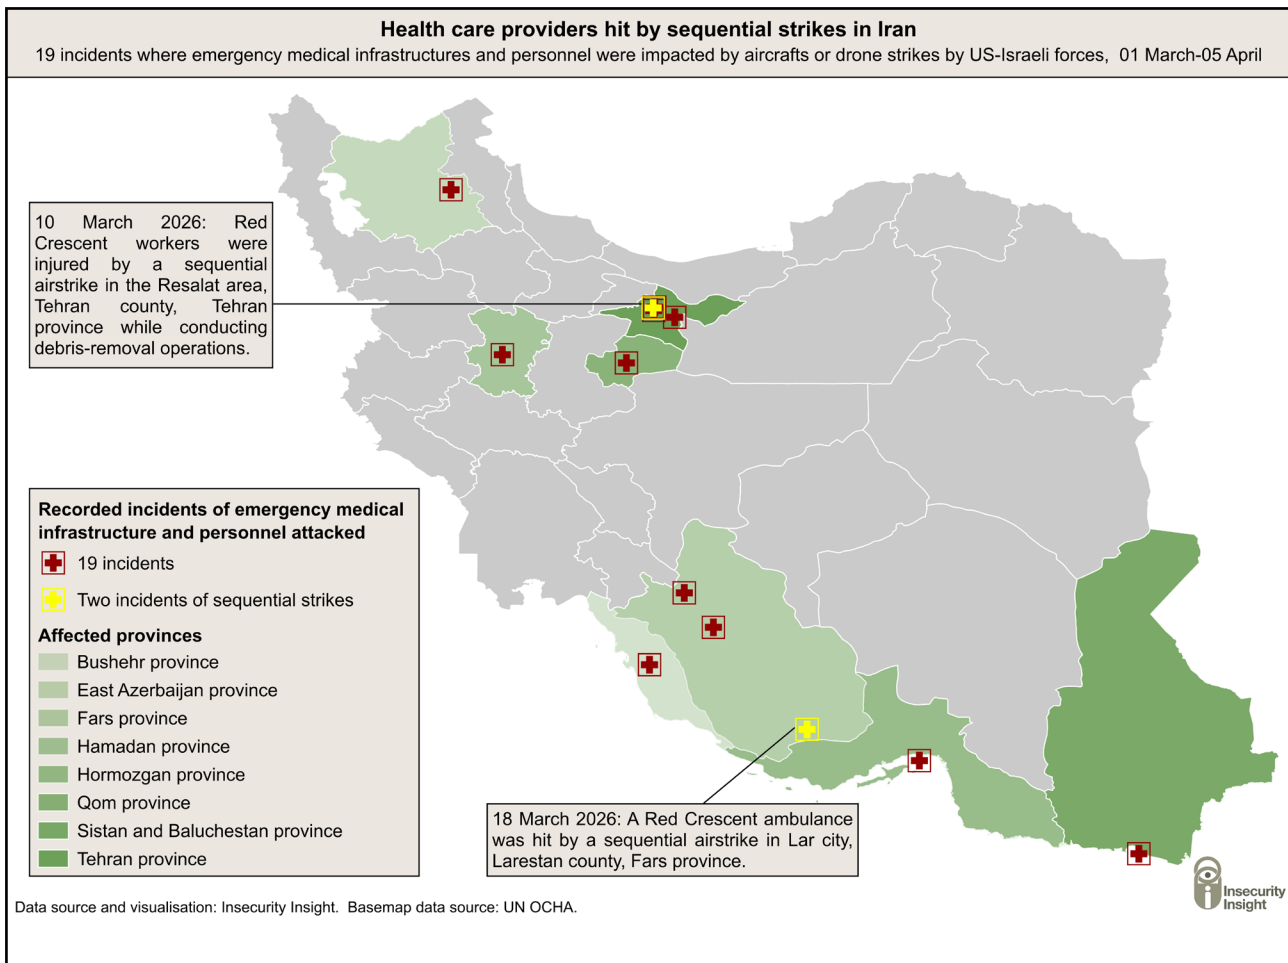 Health care providers hit by sequential strikes in Iran
19 incidents where emergency medical infrastructures and personnel were impacted by aircrafts or drone strikes by US-Israeli forces, 01 March-05 April
10 March 2026: Red
Crescent workers were
injured by a sequential
airstrike in the Resalat area,
Tehran county, Tehran
province while conducting
debris-removal operations.
Recorded incidents of emergency medical
infrastructure and personnel attacked
19 incidents
Two incidents of sequential strikes
Affected provinces
Bushehr province
East Azerbaijan province
Fars province
Hamadan province
Hormozgan province
Qom province
Sistan and Baluchestan province
Tehran province
18 March 2026: A Red Crescent ambulance
was hit by a sequential airstrike in Lar city,
Larestan county, Fars province.
Insecurity
Insight
Data source and visualisation: Insecurity Insight. Basemap data source: UN OCHA.